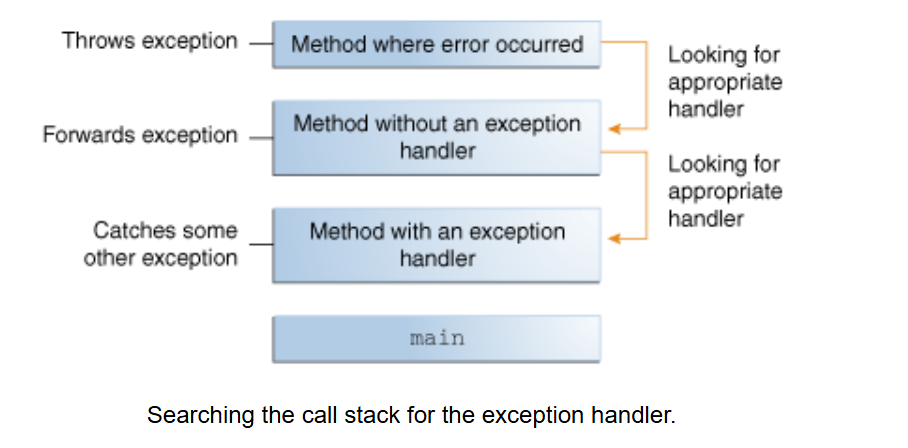 Throws exception
Method where error occurred
Looking for
appropriate
handler
Forwards exception
Method without an exception
handler
Looking for
appropriate
handler
Catches some
other exception
Method with an exception
handler
main
Searching the call stack for the exception handler.